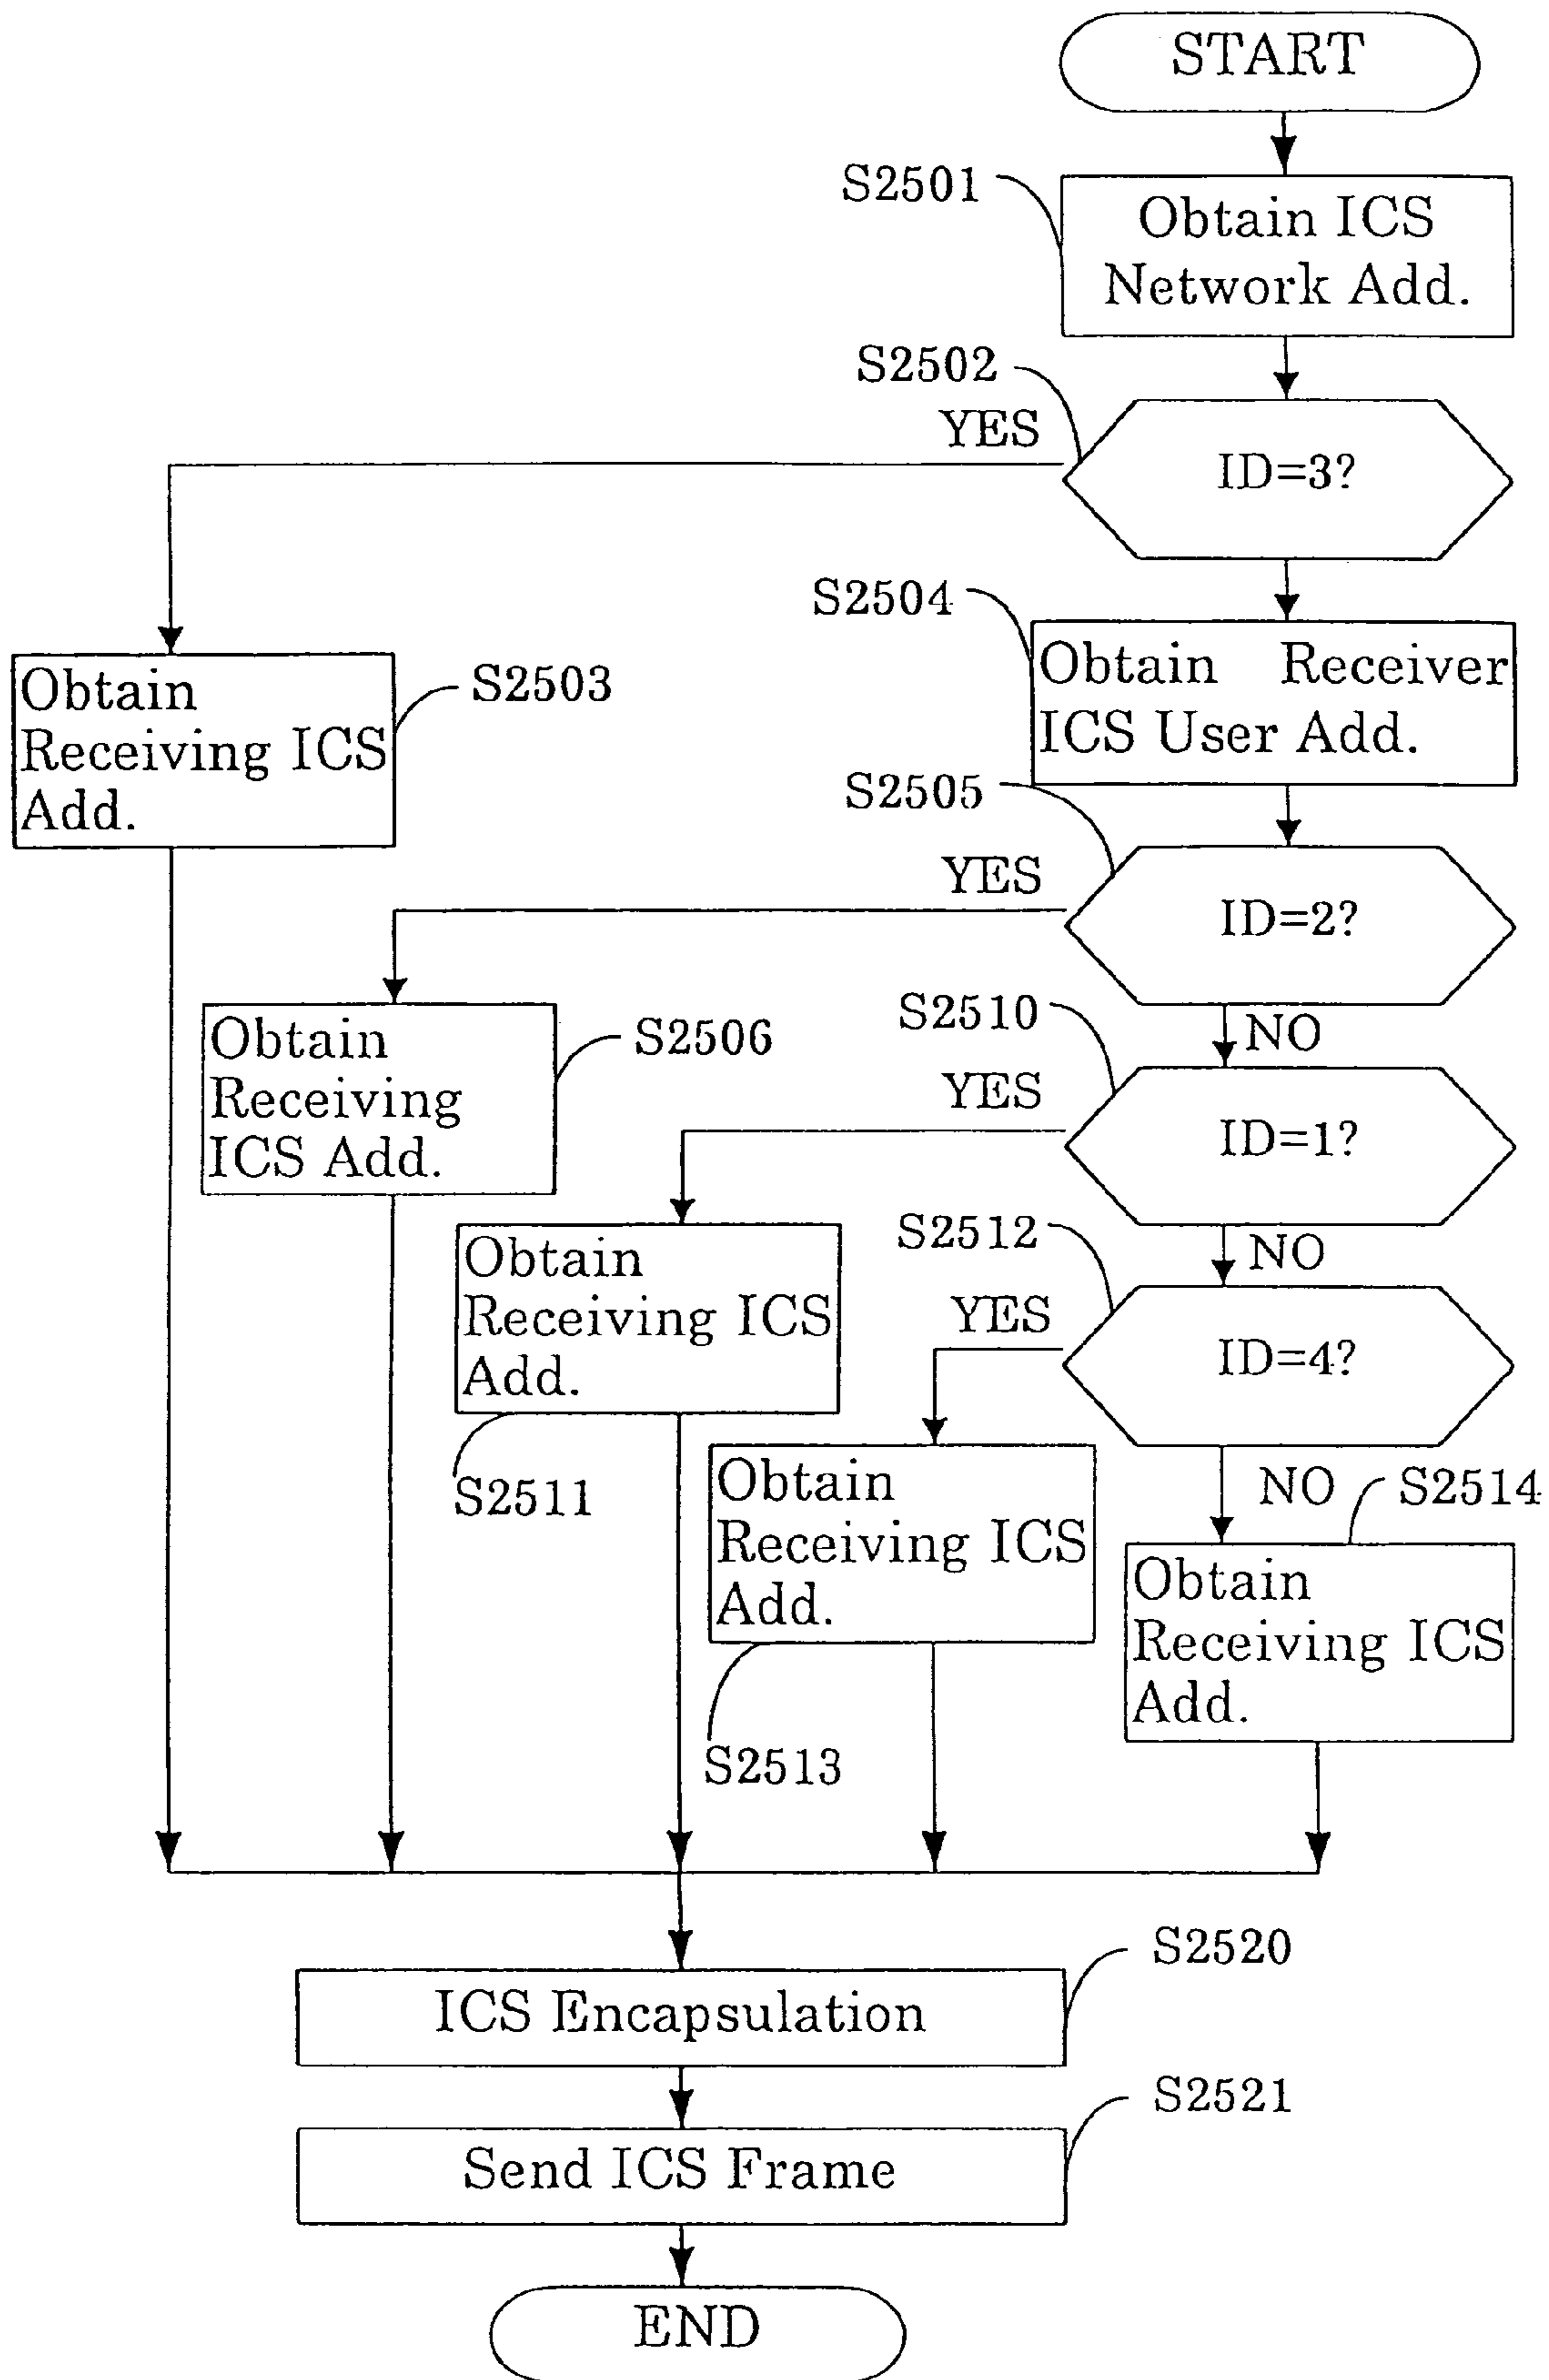 START
S2501
Obtain ICS
Network Add.
S2502
YES
ID=3?
S2504
Obtain Receiver
ICS User Add.
Obtain
Receiving ICS
Add.
S2503
S2505
YES
ID=2?
S2510
NO
Obtain
Receiving
ICS Add.
S2506
YES
ID=1?
S2512
NO
Obtain
Receiving ICS
Add.
S2511
YES
ID=4?
NO
S2514
Obtain
Receiving ICS
Add.
S2513
Obtain
Receiving ICS
Add.
S2520
ICS Encapsulation
S2521
Send ICS Frame
END